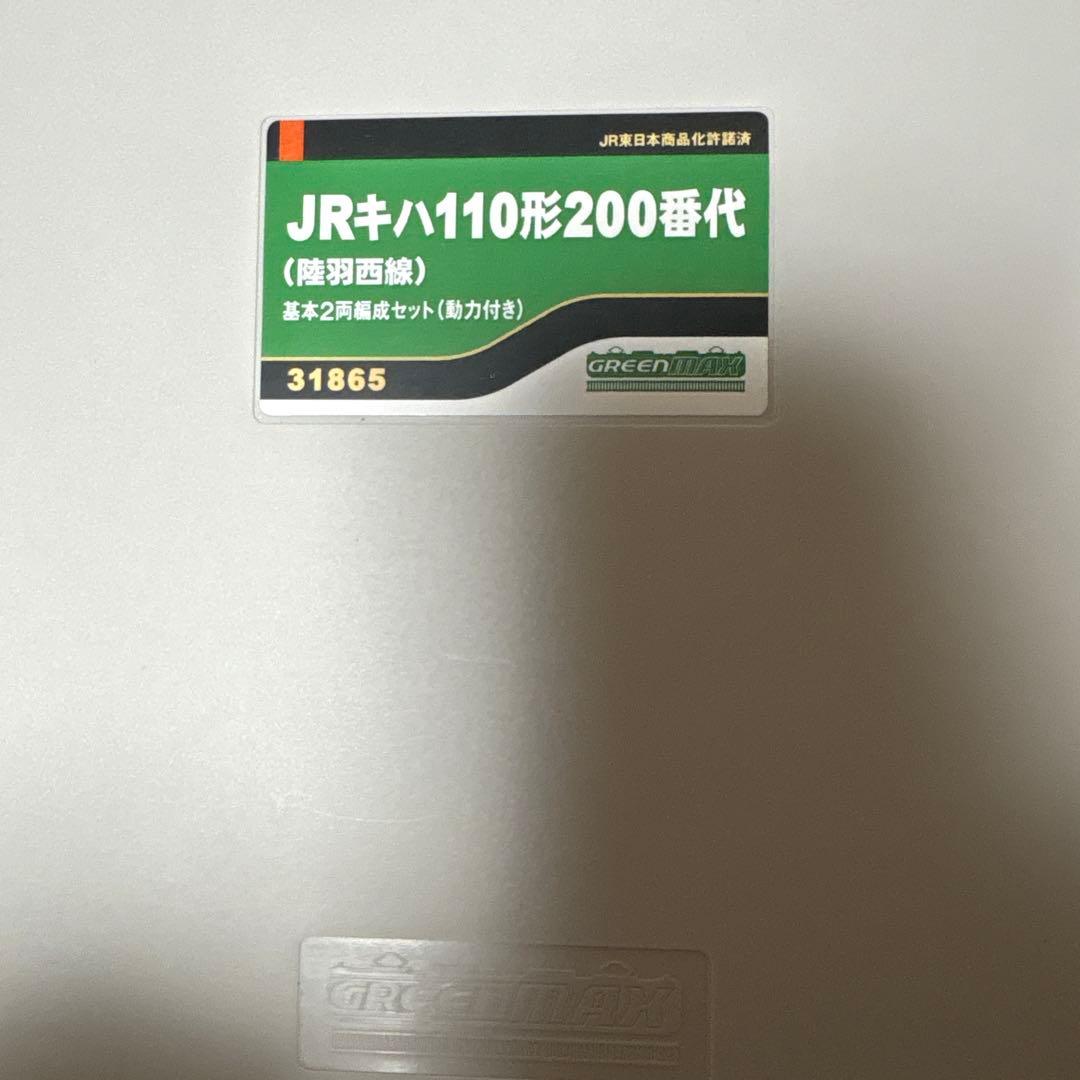 JR東日本商品化許諾済
JRキハ110形200番代
(陸羽西線)
基本2両編成セット(動力付き)
31865
GREENMAX
GREENMAX